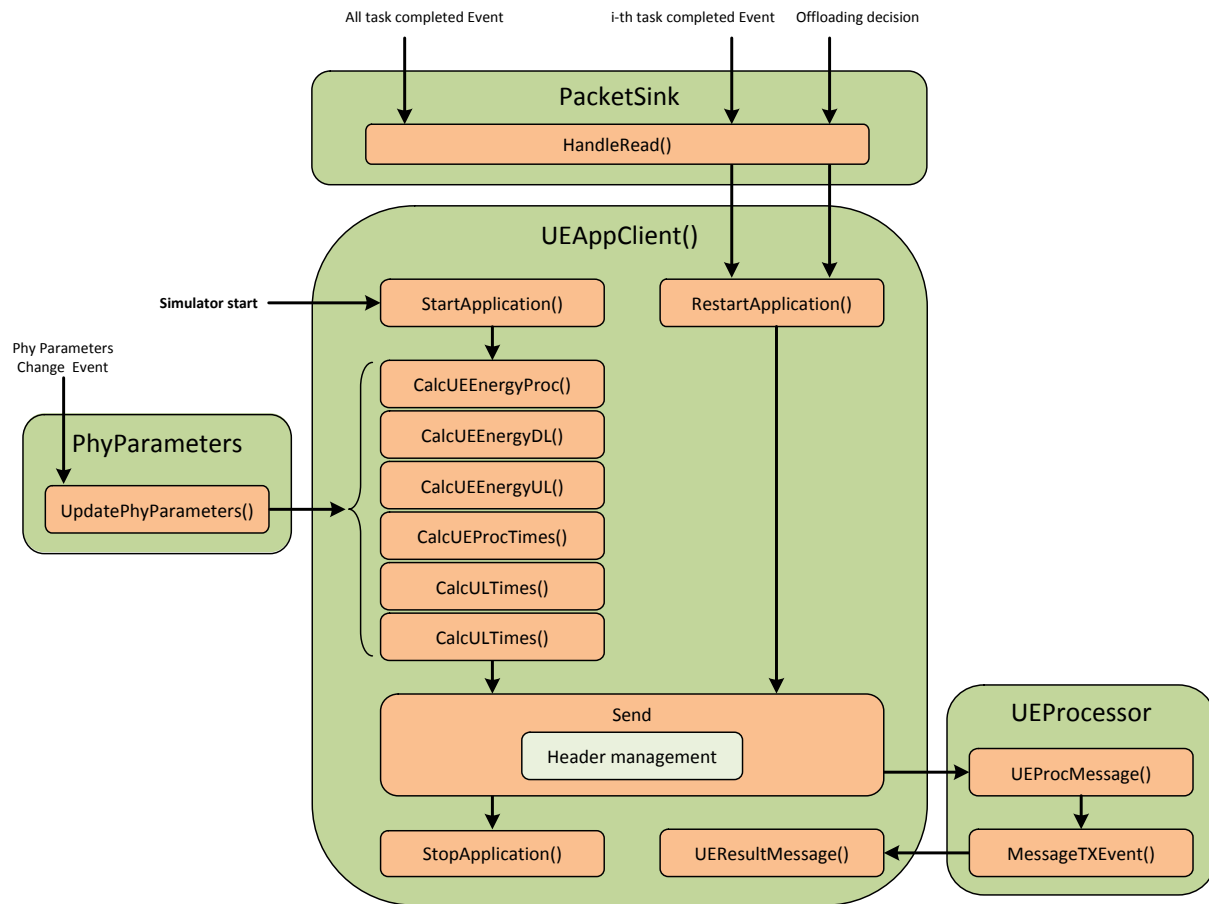 All task completed Event
i-th task completed Event
Offloading decision
PacketSink
HandleRead()
UEAppClient()
Simulator start
StartApplication()
RestartApplication()
Phy Parameters
Change Event
CalcUEEnergyProc()
PhyParameters
CalcUEEnergyDL()
UpdatePhyParameters()
CalcUEEnergyUL()
CalcUEProcTimes()
CalcULTimes()
CalcULTimes()
Send
Header management
UEProcessor
UEProcMessage()
StopApplication()
UEResultMessage()
MessageTXEvent()